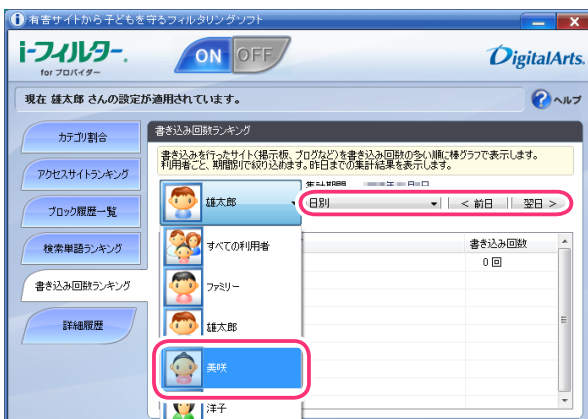 有害サイトから子どもを守るフィルタリングソフト
i-フィルター®
for プロバイダー
ON OFF
DigitalArts.
現在 雄太郎 さんの設定が適用されています。
ヘルプ
カテゴリ割合
アクセスサイトランキング
ブロック履歴一覧
検索単語ランキング
書き込み回数ランキング
詳細履歴
書き込み回数ランキング
書き込みを行ったサイト(掲示板、ブログなど)を書き込み回数の多い順に棒グラフで表示します。
利用者ごと、期間別で絞り込めます。昨日までの集計結果を表示します。
雄太郎
日別
< 前日
翌日 >
書き込み回数
0 回
すべての利用者
ファミリー
雄太郎
美咲
洋子